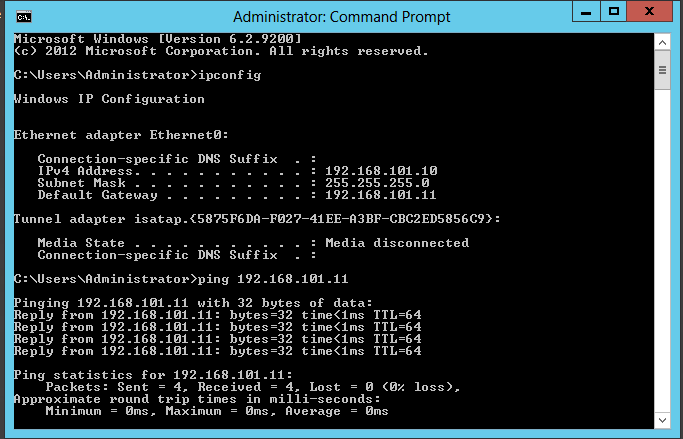 Administrator: Command Prompt
Microsoft Windows [Version 6.2.9200]
(c) 2012 Microsoft Corporation. All rights reserved.
C:\Users\Administrator>ipconfig
Windows IP Configuration
Ethernet adapter Ethernet0:
Connection-specific DNS Suffix  . :
IPv4 Address. . . . . . . . . . . : 192.168.101.10
Subnet Mask . . . . . . . . . . . : 255.255.255.0
Default Gateway . . . . . . . . . : 192.168.101.11
Tunnel adapter isatap.{5875F6DA-F027-41EE-A3BF-CBC2ED5856C9}:
Media State . . . . . . . . . . . : Media disconnected
Connection-specific DNS Suffix  . :
C:\Users\Administrator>ping 192.168.101.11
Pinging 192.168.101.11 with 32 bytes of data:
Reply from 192.168.101.11: bytes=32 time<1ms TTL=64
Reply from 192.168.101.11: bytes=32 time<1ms TTL=64
Reply from 192.168.101.11: bytes=32 time<1ms TTL=64
Reply from 192.168.101.11: bytes=32 time<1ms TTL=64
Ping statistics for 192.168.101.11:
Packets: Sent = 4, Received = 4, Lost = 0 (0% loss),
Approximate round trip times in milli-seconds:
Minimum = 0ms, Maximum = 0ms, Average = 0ms